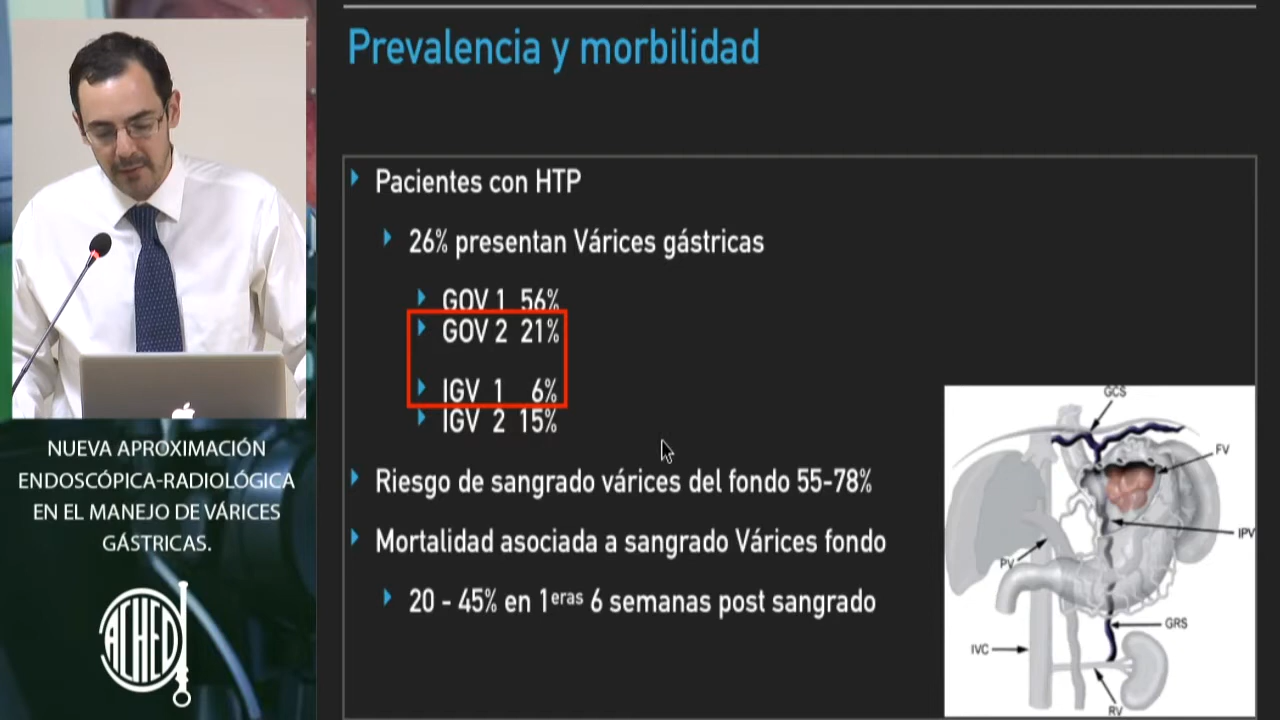 Prevalencia y morbilidad
Pacientes con HTP
26% presentan Várices gástricas
GOV 1 56%
GOV 2 21%
IGV 1 6%
IGV 2 15%
Riesgo de sangrado várices del fondo 55-78%
Mortalidad asociada a sangrado Várices fondo
20 - 45% en 1eras 6 semanas post sangrado
GCS
FV
IPV
PV
GRS
IVC
RV
NUEVA APROXIMACIÓN
ENDOSCÓPICA-RADIOLÓGICA
EN EL MANEJO DE VÁRICES
GÁSTRICAS.
ACHED